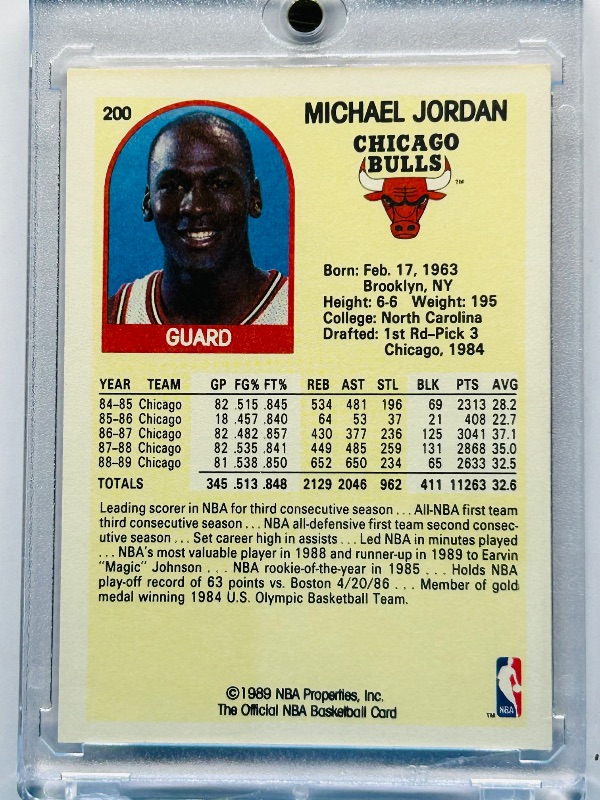 200
MICHAEL JORDAN
CHICAGO
BULLS
TM
GUARD
Born: Feb. 17, 1963
Brooklyn, NY
Height: 6-6 Weight: 195
College: North Carolina
Drafted: 1st Rd-Pick 3
Chicago, 1984
YEAR TEAM GP FG% FT% REB AST STL BLK PTS AVG
84-85 Chicago 82 .515 .845 534 481 196 69 2313 28.2
85-86 Chicago 18 .457 .840 64 53 37 21 408 22.7
86-87 Chicago 82 .482 .857 430 377 236 125 3041 37.1
87-88 Chicago 82 .535 .841 449 485 259 131 2868 35.0
88-89 Chicago 81 .538 .850 652 650 234 65 2633 32.5
TOTALS 345 .513 .848 2129 2046 962 411 11263 32.6
Leading scorer in NBA for third consecutive season . . . All-NBA first team
third consecutive season . . . NBA all-defensive first team second consec-
utive season . . . Set career high in assists . . . Led NBA in minutes played
. . . NBA's most valuable player in 1988 and runner-up in 1989 to Earvin
"Magic" Johnson . . . NBA rookie-of-the-year in 1985 . . . Holds NBA
play-off record of 63 points vs. Boston 4/20/86 . . . Member of gold
medal winning 1984 U.S. Olympic Basketball Team.
©1989 NBA Properties, Inc.
The Official NBA Basketball Card
TM
NBA